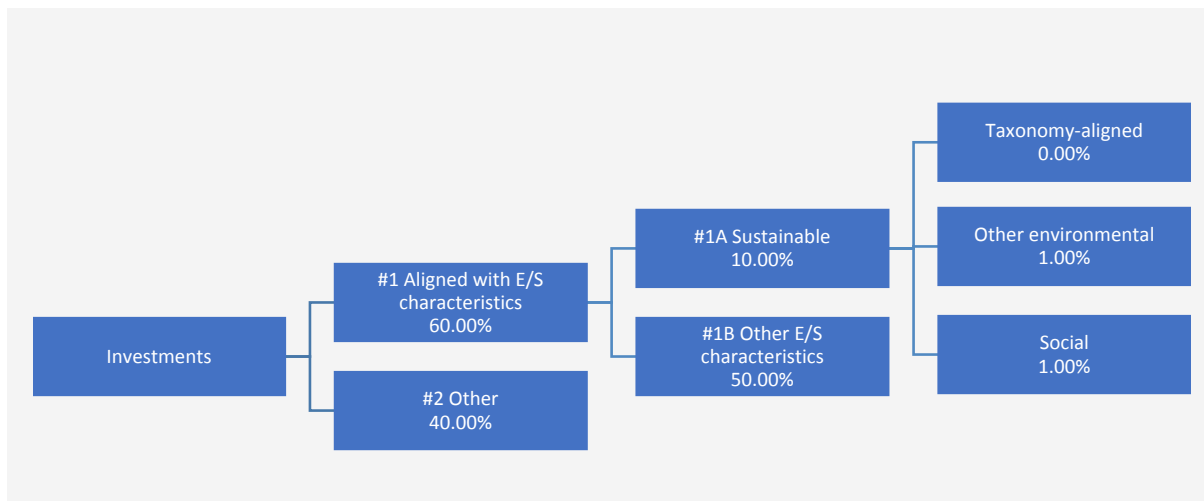 Investments
#1 Aligned with E/S
characteristics
60.00%
#2 Other
40.00%
#1A Sustainable
10.00%
#1B Other E/S
characteristics
50.00%
Taxonomy-aligned
0.00%
Other environmental
1.00%
Social
1.00%